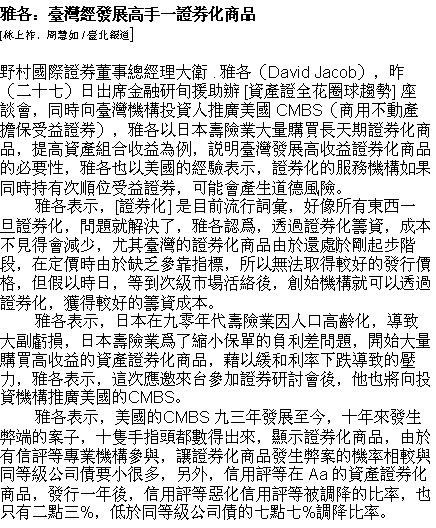 雅各：臺灣經發展高手一證券化商品
[林上祚．周慧如/臺北報道]
野村國際證券董事總經理大衛．雅各（David Jacob），昨
（二十七）日出席金融研旬援助辦 [資產證全花圈球趨勢] 座
談會，同時向臺灣機構投資人推廣美國 CMBS（商用不動產
擔保受益證券），雅各以日本壽險業大量購買長天期證券化商
品，提高資產組合收益為例，説明臺灣發展高收益證券化商品
的必要性，雅各也以美國的經驗表示，證券化的服務機構如果
同時持有次順位受益證券，可能會產生道德風險。
雅各表示，[證券化] 是目前流行詞彙，好像所有東西一
旦證券化，問題就解決了，雅各認爲，透過證券化籌資，成本
不見得會減少，尤其臺灣的證券化商品由於還處於剛起步階
段，在定價時由於缺乏參靠指標，所以無法取得較好的發行價
格，但假以時日，等到次級市場活絡後，創始機構就可以透過
證券化，獲得較好的籌資成本。
雅各表示，日本在九零年代壽險業因人口高齡化，導致
大副虧損，日本壽險業爲了縮小保單的負利差問題，開始大量
購買高收益的資產證券化商品，藉以緩和利率下跌導致的壓
力，雅各表示，這次應邀來台參加證券研討會後，他也將向投
資機構推廣美國的CMBS。
雅各表示，美國的CMBS 九三年發展至今，十年來發生
弊端的案子，十隻手指頭都數得出來，顯示證券化商品，由於
有信評等專業機構參與，讓證券化商品發生弊案的機率相較與
同等級公司債要小很多，另外，信用評等在 Aa 的資產證券化
商品，發行一年後，信用評等惡化信用評等被調降的比率，也
只有二點三%，低於同等級公司債的七點七%調降比率。